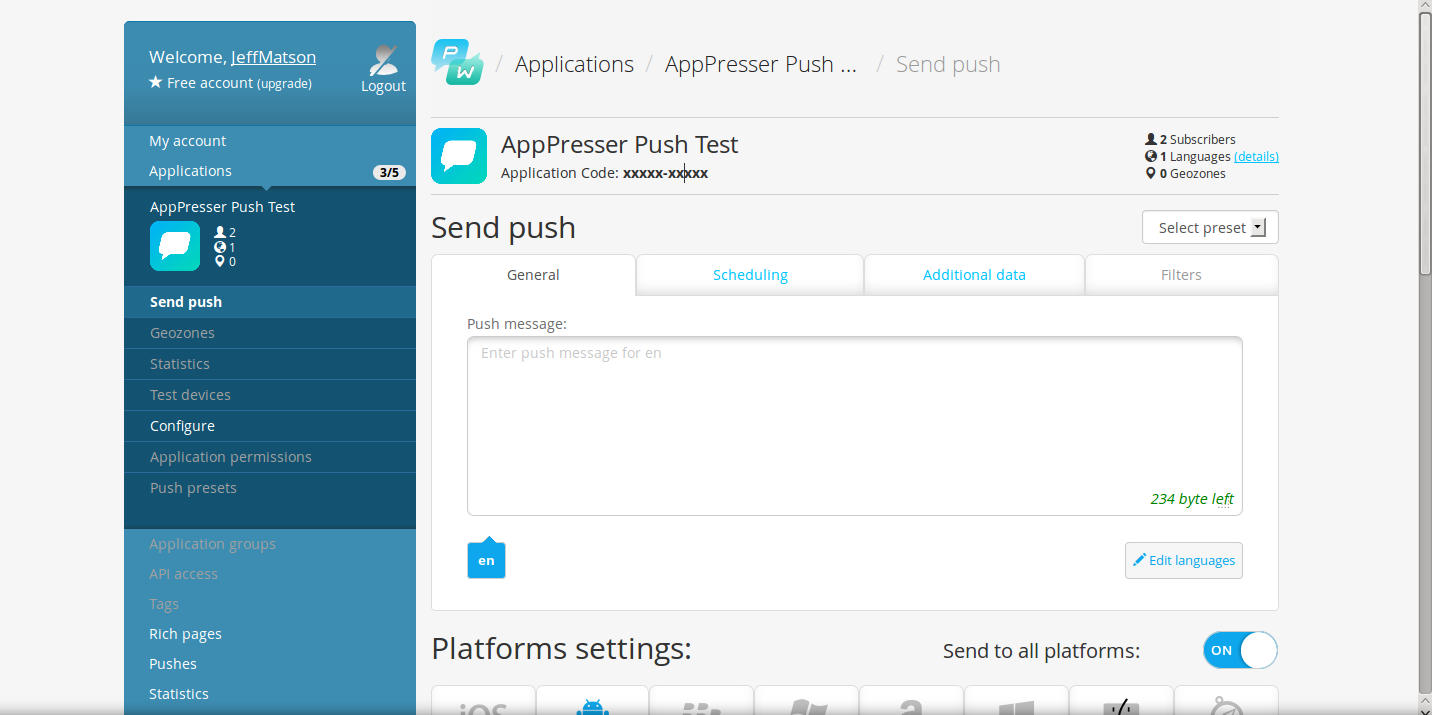 Welcome, JeffMatson
★ Free account (upgrade)
Logout
My account
Applications 3/5
AppPresser Push Test
2
1
0
Send push
Geozones
Statistics
Test devices
Configure
Application permissions
Push presets
Application groups
API access
Tags
Rich pages
Pushes
Statistics
P W / Applications / AppPresser Push ... / Send push
AppPresser Push Test
Application Code: xxxxx-xxxxx
2 Subscribers
1 Languages (details)
0 Geozones
Send push
Select preset
General Scheduling Additional data Filters
Push message:
Enter push message for en
234 byte left
en
Edit languages
Platforms settings:
Send to all platforms: ON
iOS